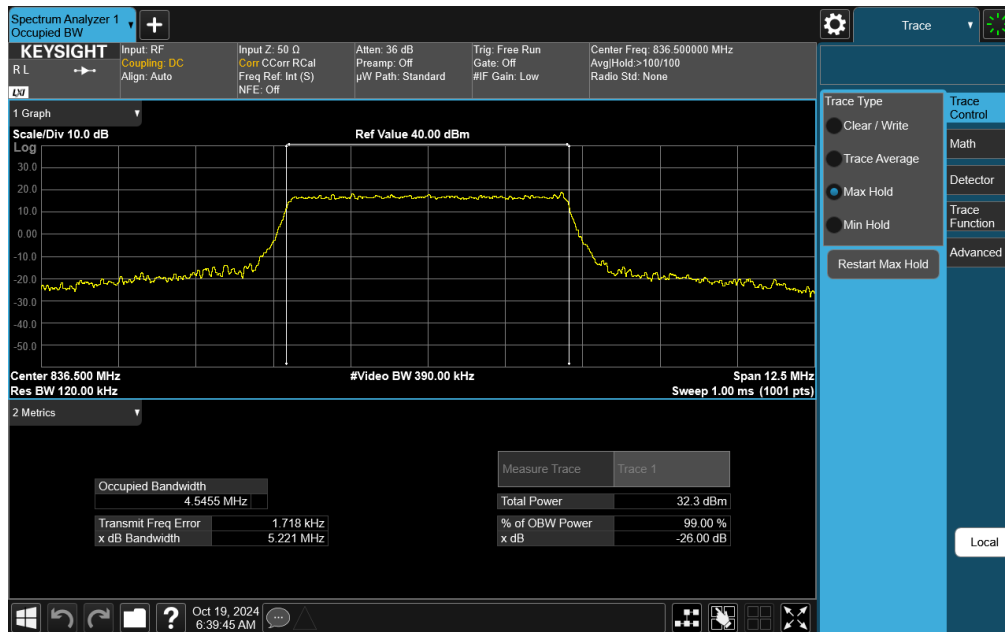 Spectrum Analyzer 1
Occupied BW
Trace
KEYSIGHT
R L
LXI
Input: RF
Coupling: DC
Align: Auto
Input Z: 50 Ω
Corr CCorr RCal
Freq Ref: Int (S)
NFE: Off
Atten: 36 dB
Preamp: Off
µW Path: Standard
Trig: Free Run
Gate: Off
#IF Gain: Low
Center Freq: 836.500000 MHz
Avg|Hold:>100/100
Radio Std: None
1 Graph
Scale/Div 10.0 dB
Ref Value 40.00 dBm
Log
30.0
20.0
10.0
0.00
-10.0
-20.0
-30.0
-40.0
-50.0
Center 836.500 MHz
#Video BW 390.00 kHz
Span 12.5 MHz
Res BW 120.00 kHz
Sweep 1.00 ms (1001 pts)
2 Metrics
Occupied Bandwidth
4.5455 MHz
Transmit Freq Error 1.718 kHz
x dB Bandwidth 5.221 MHz
Measure Trace Trace 1
Total Power 32.3 dBm
% of OBW Power 99.00 %
x dB -26.00 dB
Trace Type
Clear / Write
Trace Average
Max Hold
Min Hold
Restart Max Hold
Trace
Control
Math
Detector
Trace
Function
Advanced
Local
?
Oct 19, 2024
6:39:45 AM